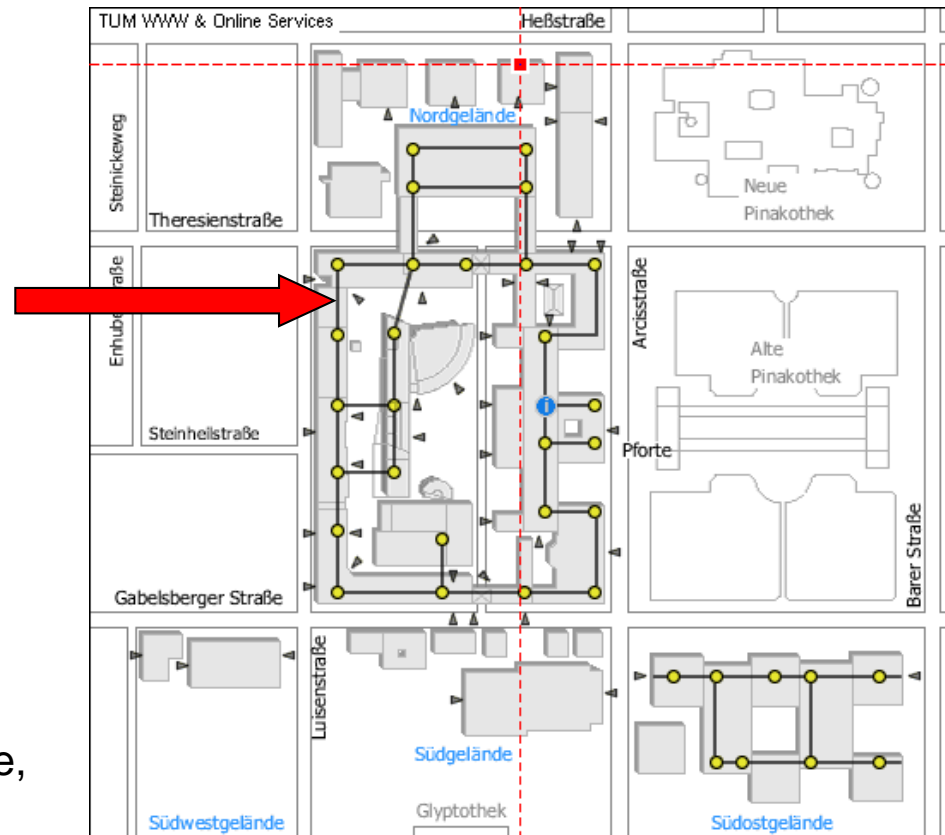 TUM WWW & Online Services
Heßstraße
Steinickeweg
Nordgelände
Neue
Pinakothek
Theresienstraße
Arcisstraße
Alte
Pinakothek
Steinheilstraße
i
Pforte
Barer Straße
Gabelsberger Straße
Luisenstraße
e,
Südgelände
Glyptothek
Südwestgelände
Südostgelände